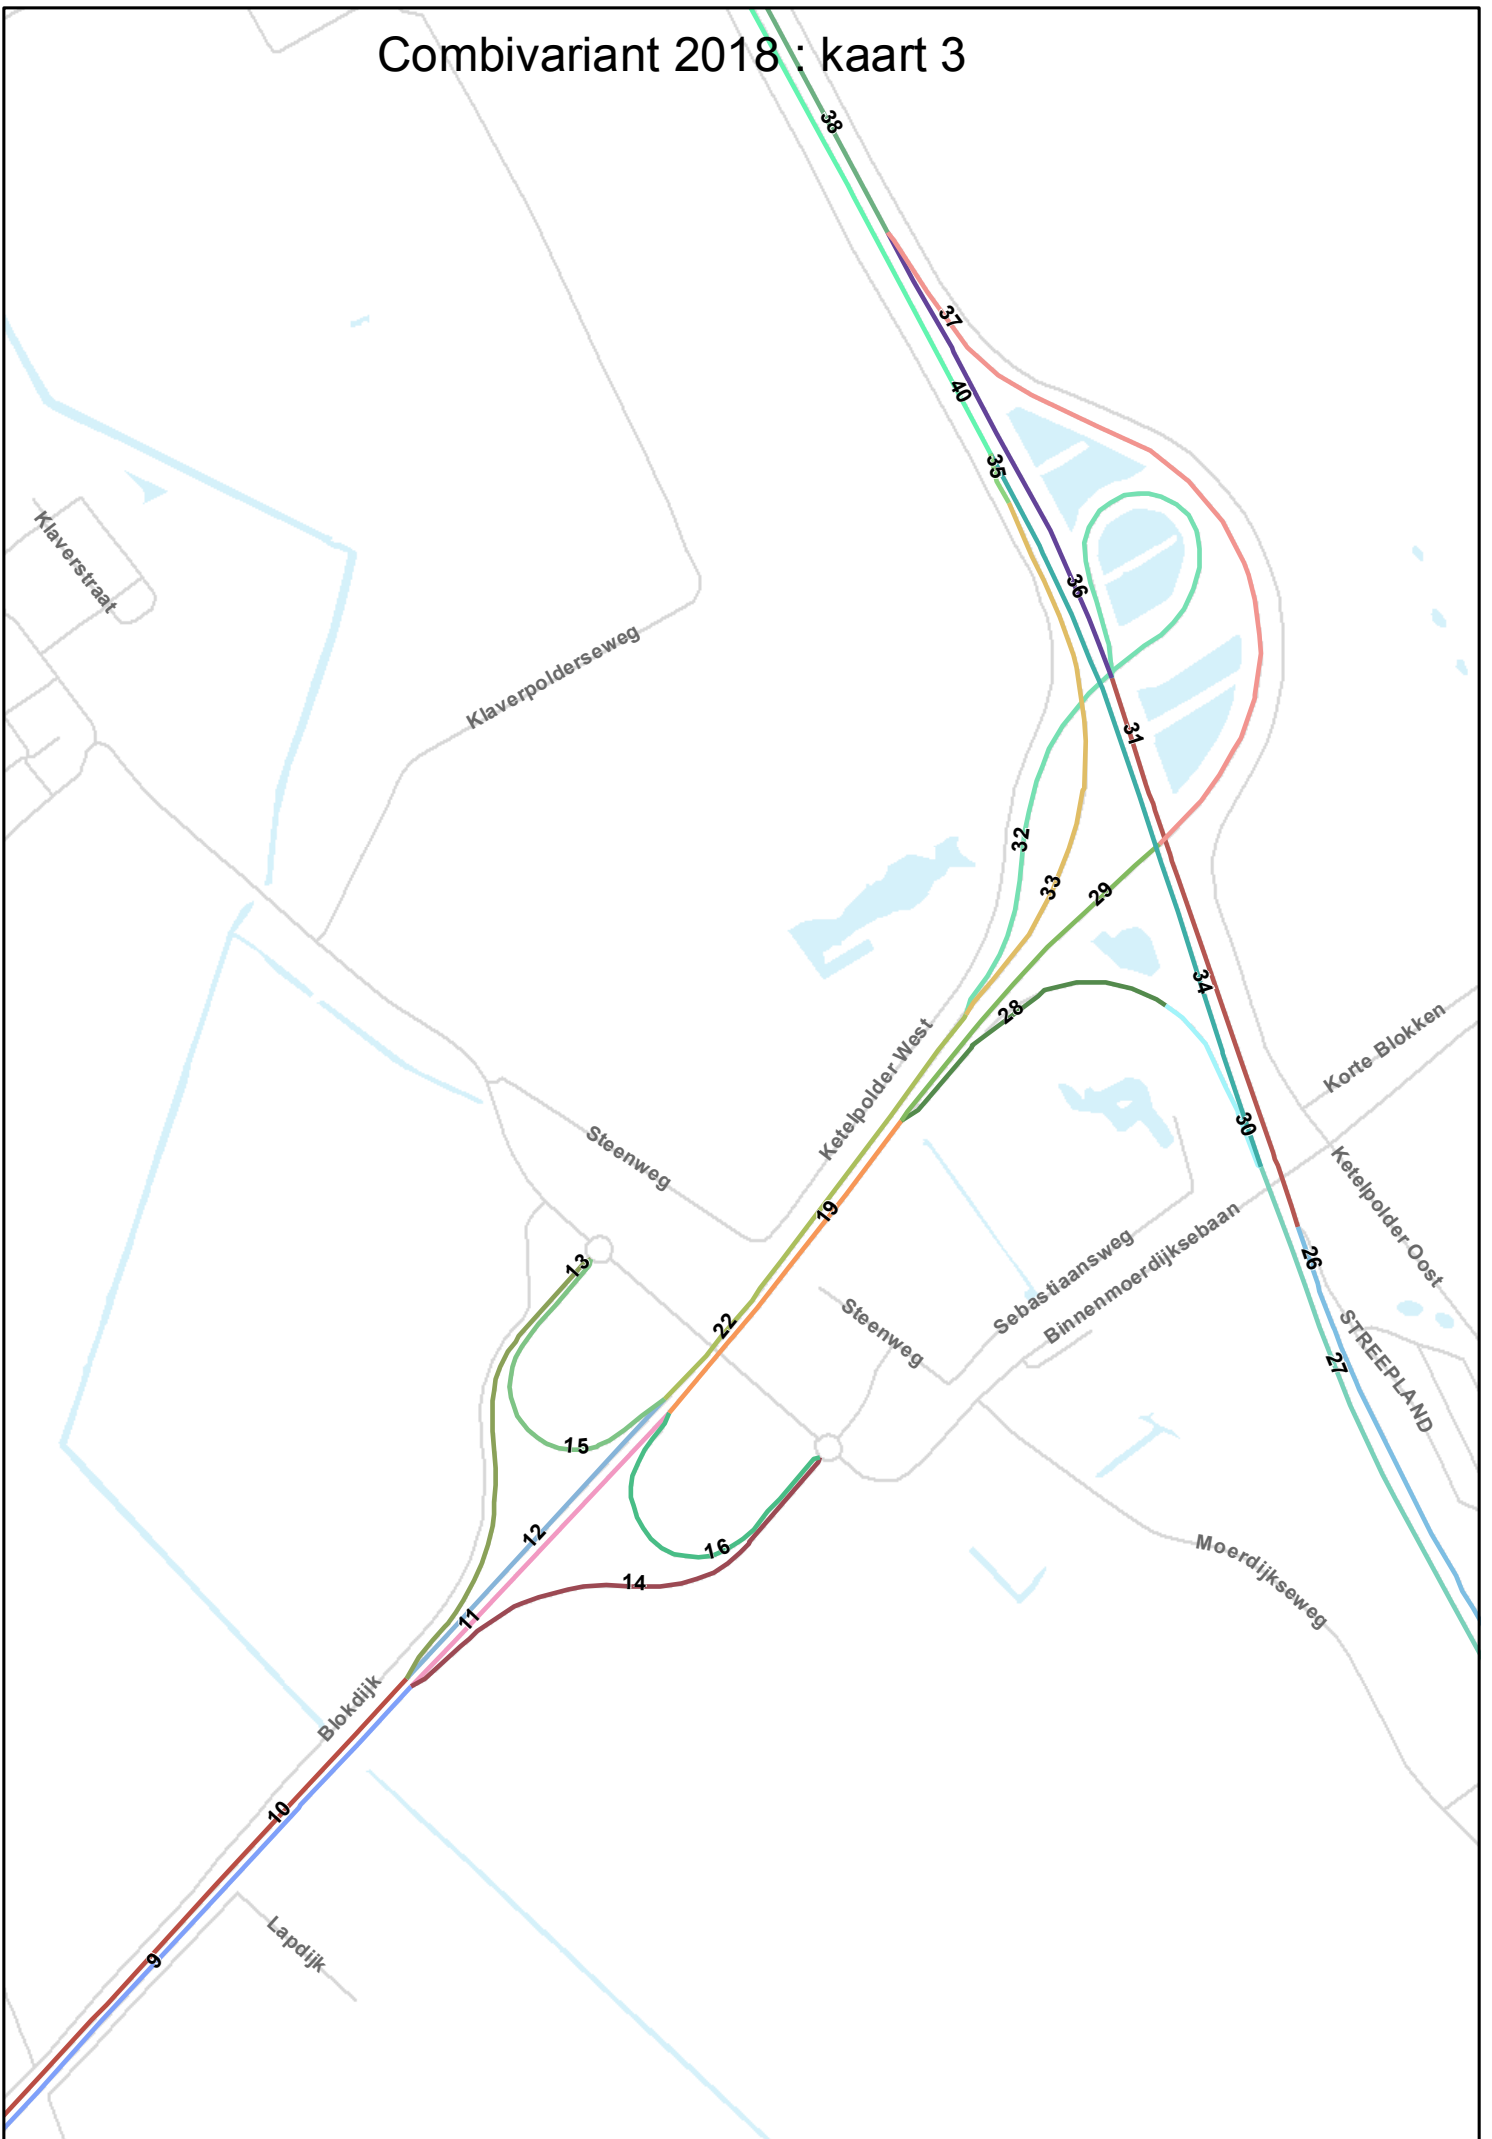 Combivariant 2018 : kaart 3
38
37
40
35
Klaverstraat
36
Klaverpolderseweg
31
32
33
29
34
28
Korte Blokken
Ketelpolder West
30
Steenweg
Ketelpolder Oost
19
Sebastiaansweg
Binnenmoerdijksebaan
26
13
22
Steenweg
STREEPLAND
27
15
12
16
Moerdijkseweg
14
11
Blokdijk
10
Lapdijk
9